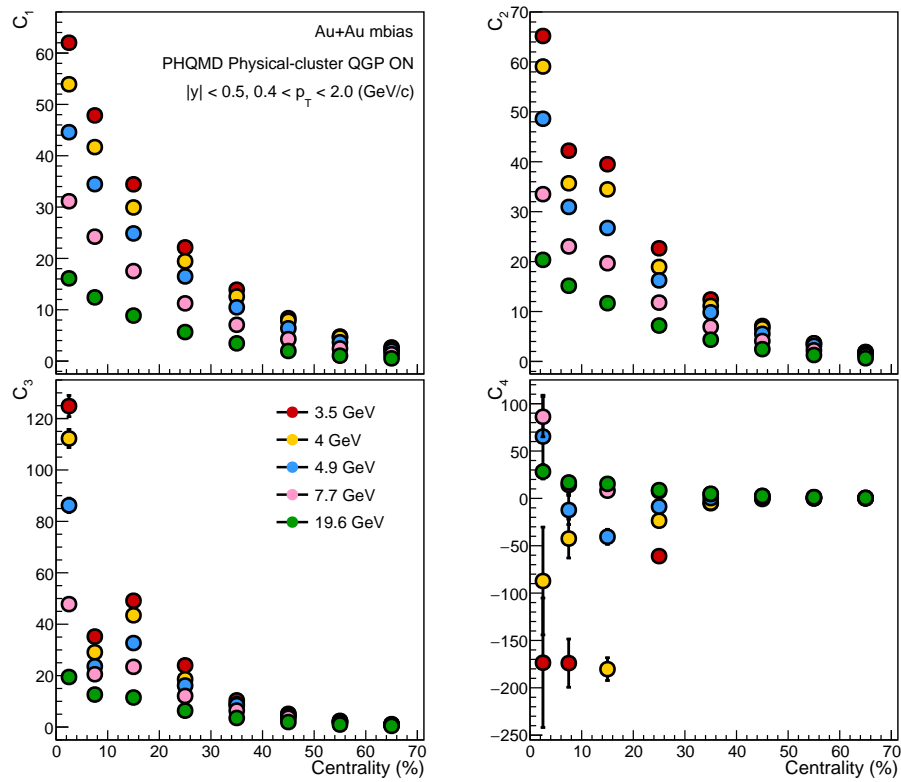 C1
Au+Au mbias
PHQMD Physical-cluster QGP ON
|y| < 0.5, 0.4 < pT < 2.0 (GeV/c)
60
50
40
30
20
10
0
C2
70
60
50
40
30
20
10
0
C3
120
100
80
60
40
20
0
3.5 GeV
4 GeV
4.9 GeV
7.7 GeV
19.6 GeV
0 10 20 30 40 50 60 70
Centrality (%)
C4
100
50
0
−50
−100
−150
−200
−250
0 10 20 30 40 50 60 70
Centrality (%)